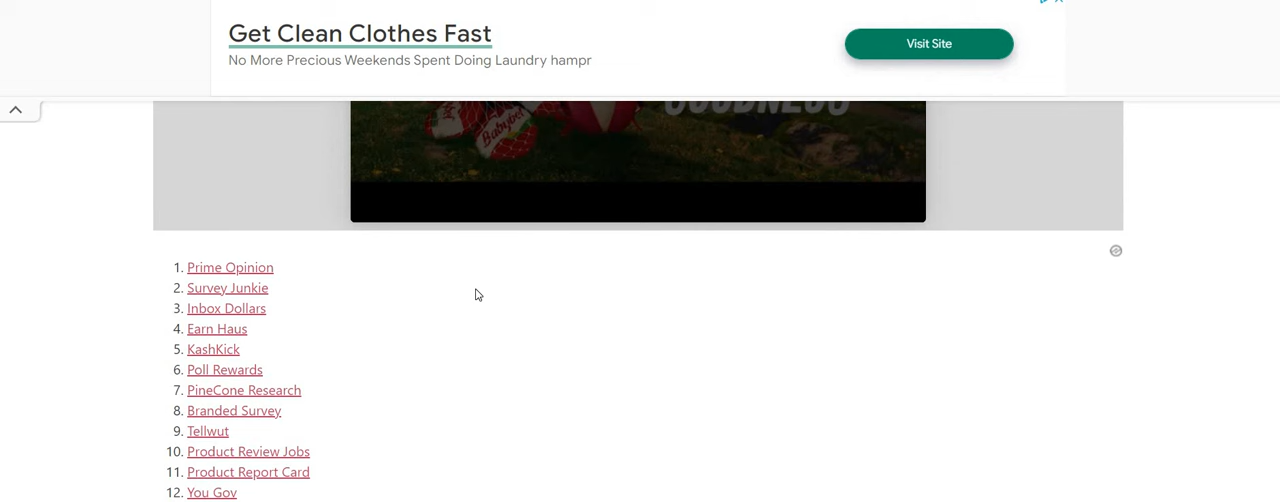 Get Clean Clothes Fast
No More Precious Weekends Spent Doing Laundry hampr
Visit Site
GOODNESS
Babybel
1. Prime Opinion
2. Survey Junkie
3. Inbox Dollars
4. Earn Haus
5. KashKick
6. Poll Rewards
7. PineCone Research
8. Branded Survey
9. Tellwut
10. Product Review Jobs
11. Product Report Card
12. You Gov